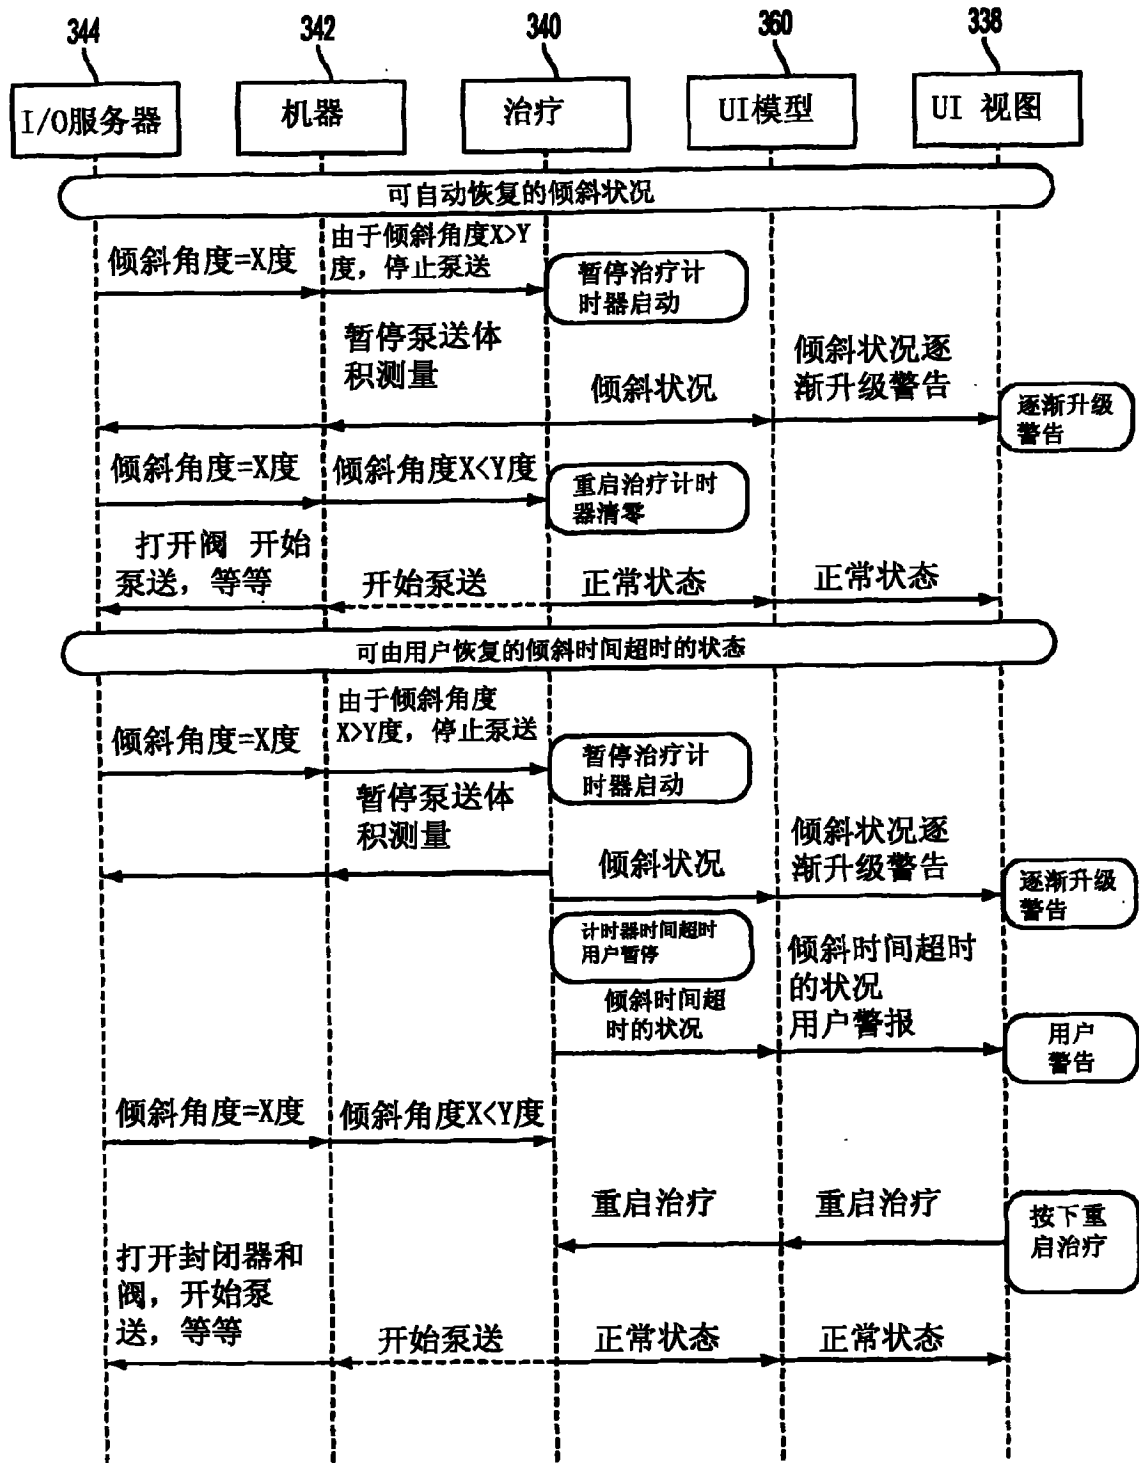 344
342
340
360
338
I/O服务器
机器
治疗
UI模型
UI 视图
可自动恢复的倾斜状况
倾斜角度=X度
由于倾斜角度X>Y
度，停止泵送
暂停治疗计
时器启动
暂停泵送体
积测量
倾斜状况
倾斜状况逐
渐升级警告
逐渐升级
警告
倾斜角度=X度
倾斜角度X<Y度
重启治疗计时
器清零
打开阀 开始
泵送，等等
开始泵送
正常状态
正常状态
可由用户恢复的倾斜时间超时的状态
倾斜角度=X度
由于倾斜角度
X>Y度，停止泵送
暂停治疗计
时器启动
暂停泵送体
积测量
倾斜状况
倾斜状况逐
渐升级警告
逐渐升级
警告
计时器时间超时
用户暂停
倾斜时间超
时的状况
倾斜时间超时
的状况
用户警报
用户
警告
倾斜角度=X度
倾斜角度X<Y度
重启治疗
重启治疗
按下重
启治疗
打开封闭器和
阀，开始泵
送，等等
开始泵送
正常状态
正常状态